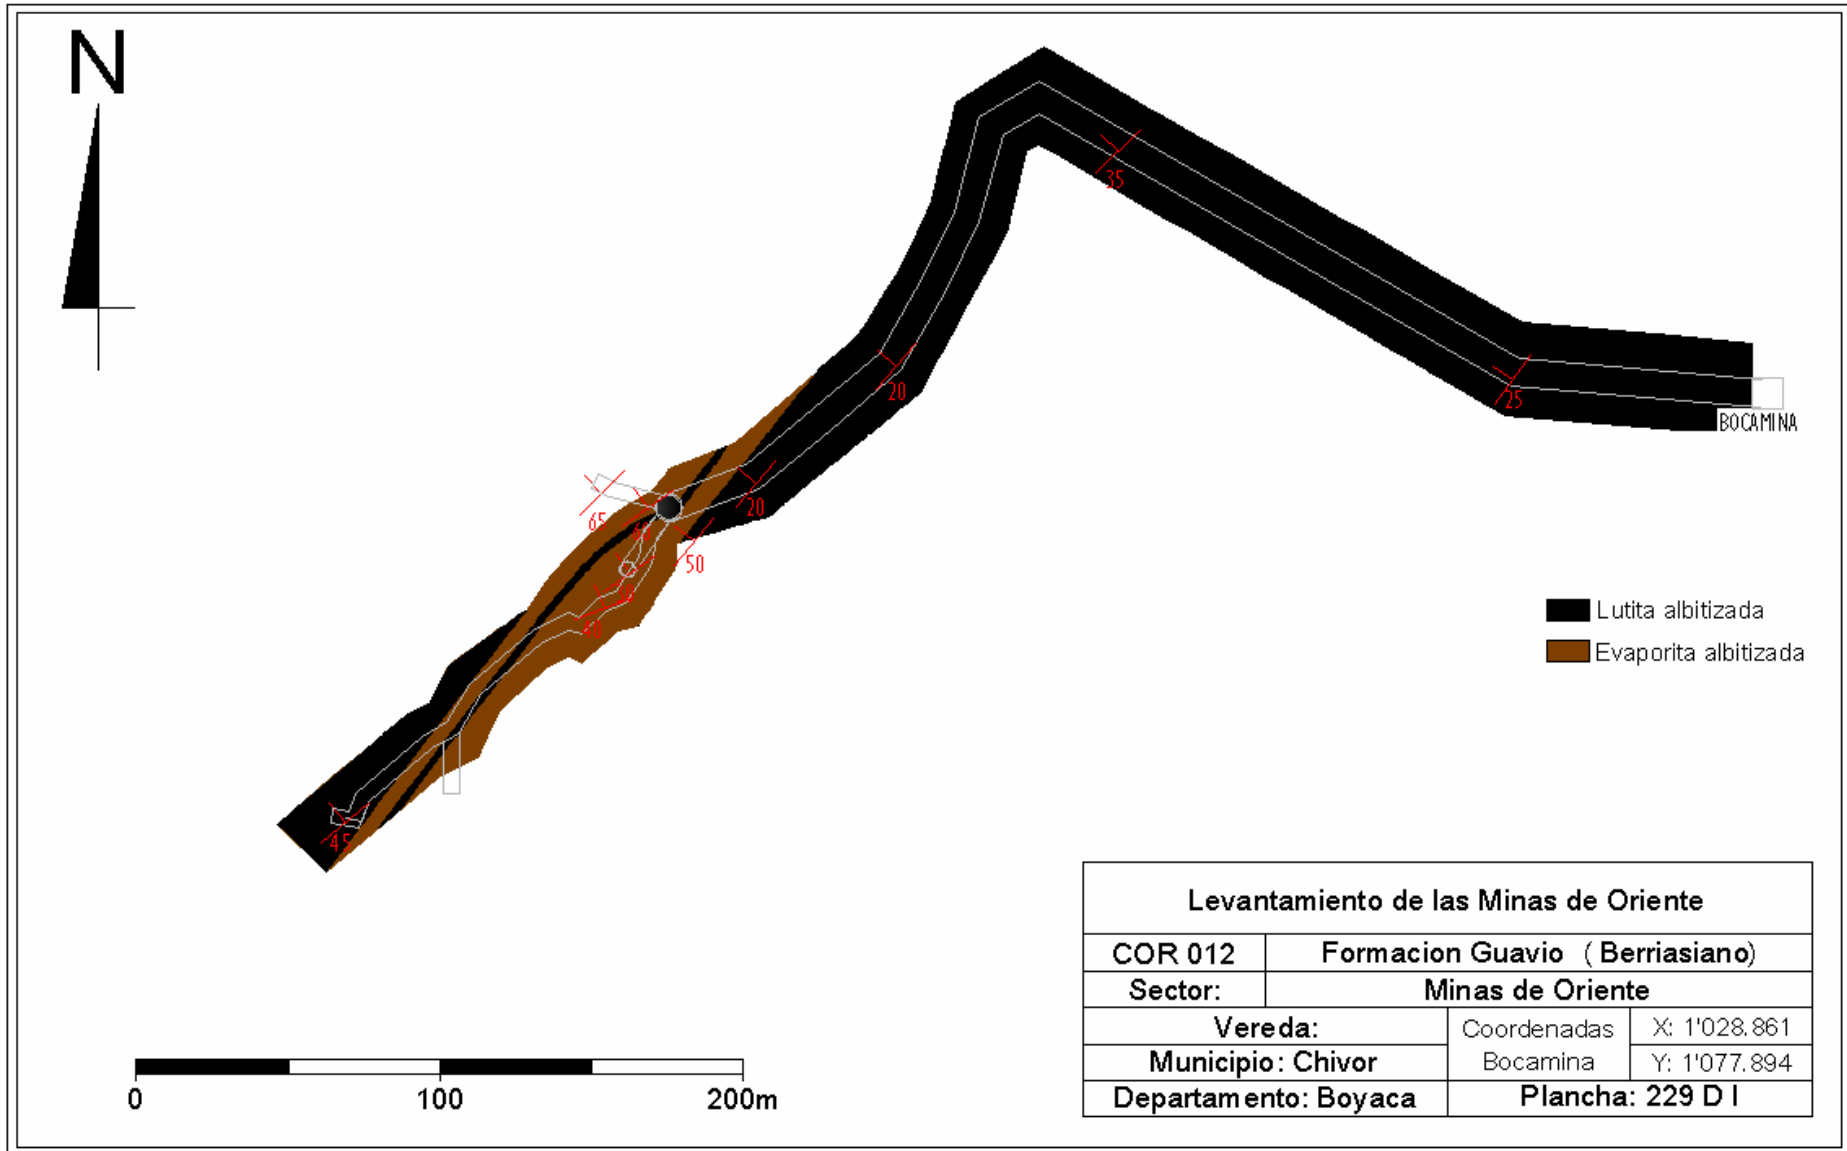 N
35
20
25
BOCAMINA
20
65
60
50
40
45
Lutita albitizada
Evaporita albitizada
Levantamiento de las Minas de Oriente
COR 012 Formacion Guavio ( Berriasiano)
Sector: Minas de Oriente
Vereda: Coordenadas X: 1'028.861
Municipio: Chivor Bocamina Y: 1'077.894
Departamento: Boyaca Plancha: 229 D I
0 100 200m